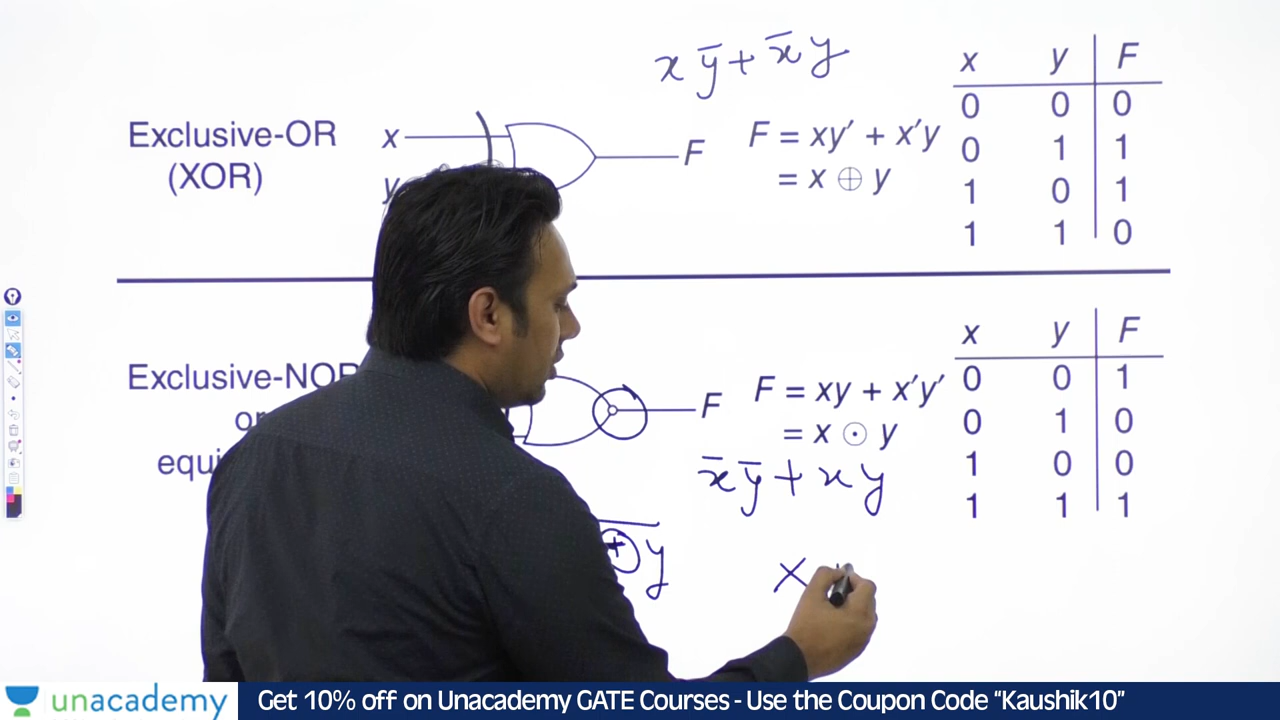 x ȳ + x̄ y
Exclusive-OR
(XOR)
x
y
F
F = xy′ + x′y
= x ⊕ y
x y F
0 0 0
0 1 1
1 0 1
1 1 0
or
F
F = xy + x′y′
= x ⊙ y
x̄ ȳ + x y
x y F
0 0 1
0 1 0
1 0 0
1 1 1
⊕ y
X
unacademy
Get 10% off on Unacademy GATE Courses - Use the Coupon Code “Kaushik10”